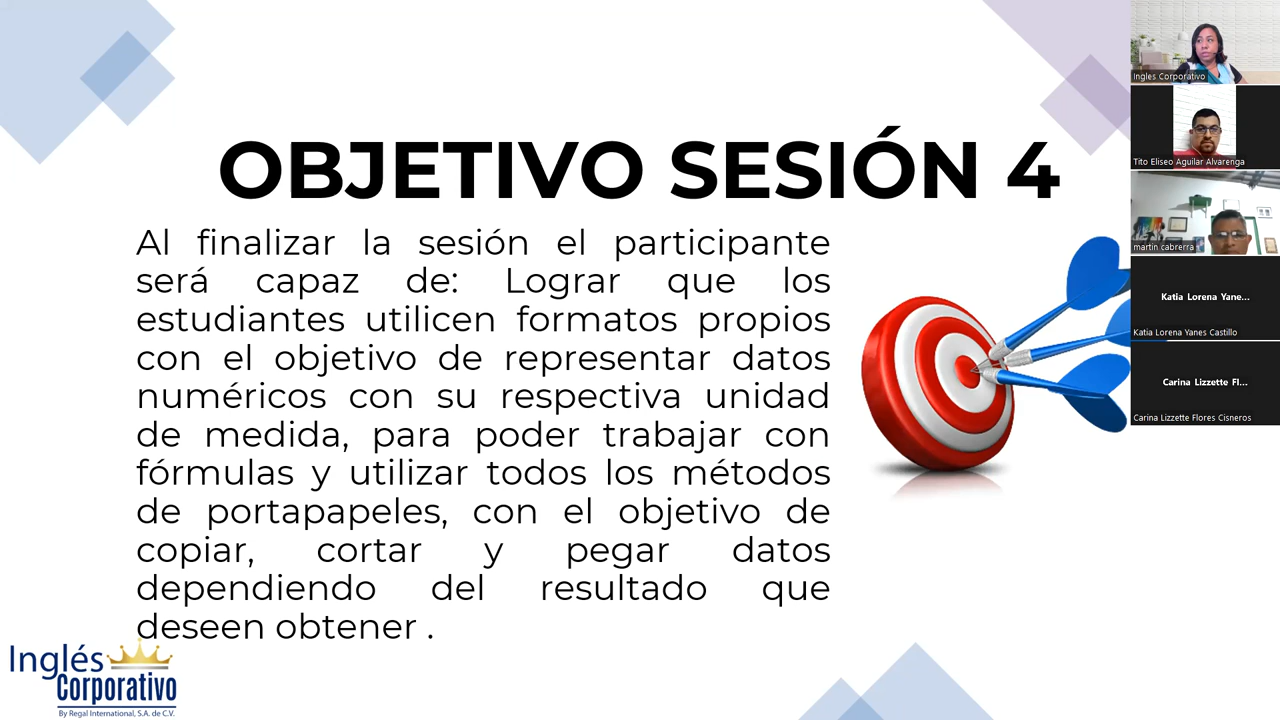 OBJETIVO SESIÓN 4
Al finalizar la sesión el participante
será capaz de: Lograr que los
estudiantes utilicen formatos propios
con el objetivo de representar datos
numéricos con su respectiva unidad
de medida, para poder trabajar con
fórmulas y utilizar todos los métodos
de portapapeles, con el objetivo de
copiar, cortar y pegar datos
dependiendo del resultado que
deseen obtener .
Inglés
Corporativo
By Regal International, S.A. de C.V.
Ingles Corporativo
Tito Eliseo Aguilar Alvarenga
martin cabrerra
Katia Lorena Yane...
Katia Lorena Yanes Castillo
Carina Lizzette Fl...
Carina Lizzette Flores Cisneros